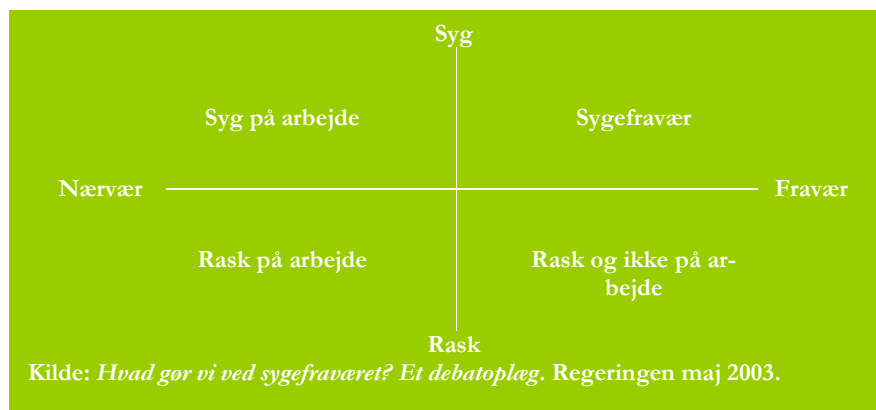 Syg
Syg på arbejde
Sygefravær
Nærvær
Fravær
Rask på arbejde
Rask og ikke på ar-
bejde
Rask
Kilde: Hvad gør vi ved sygefraværet? Et debatoplæg. Regeringen maj 2003.